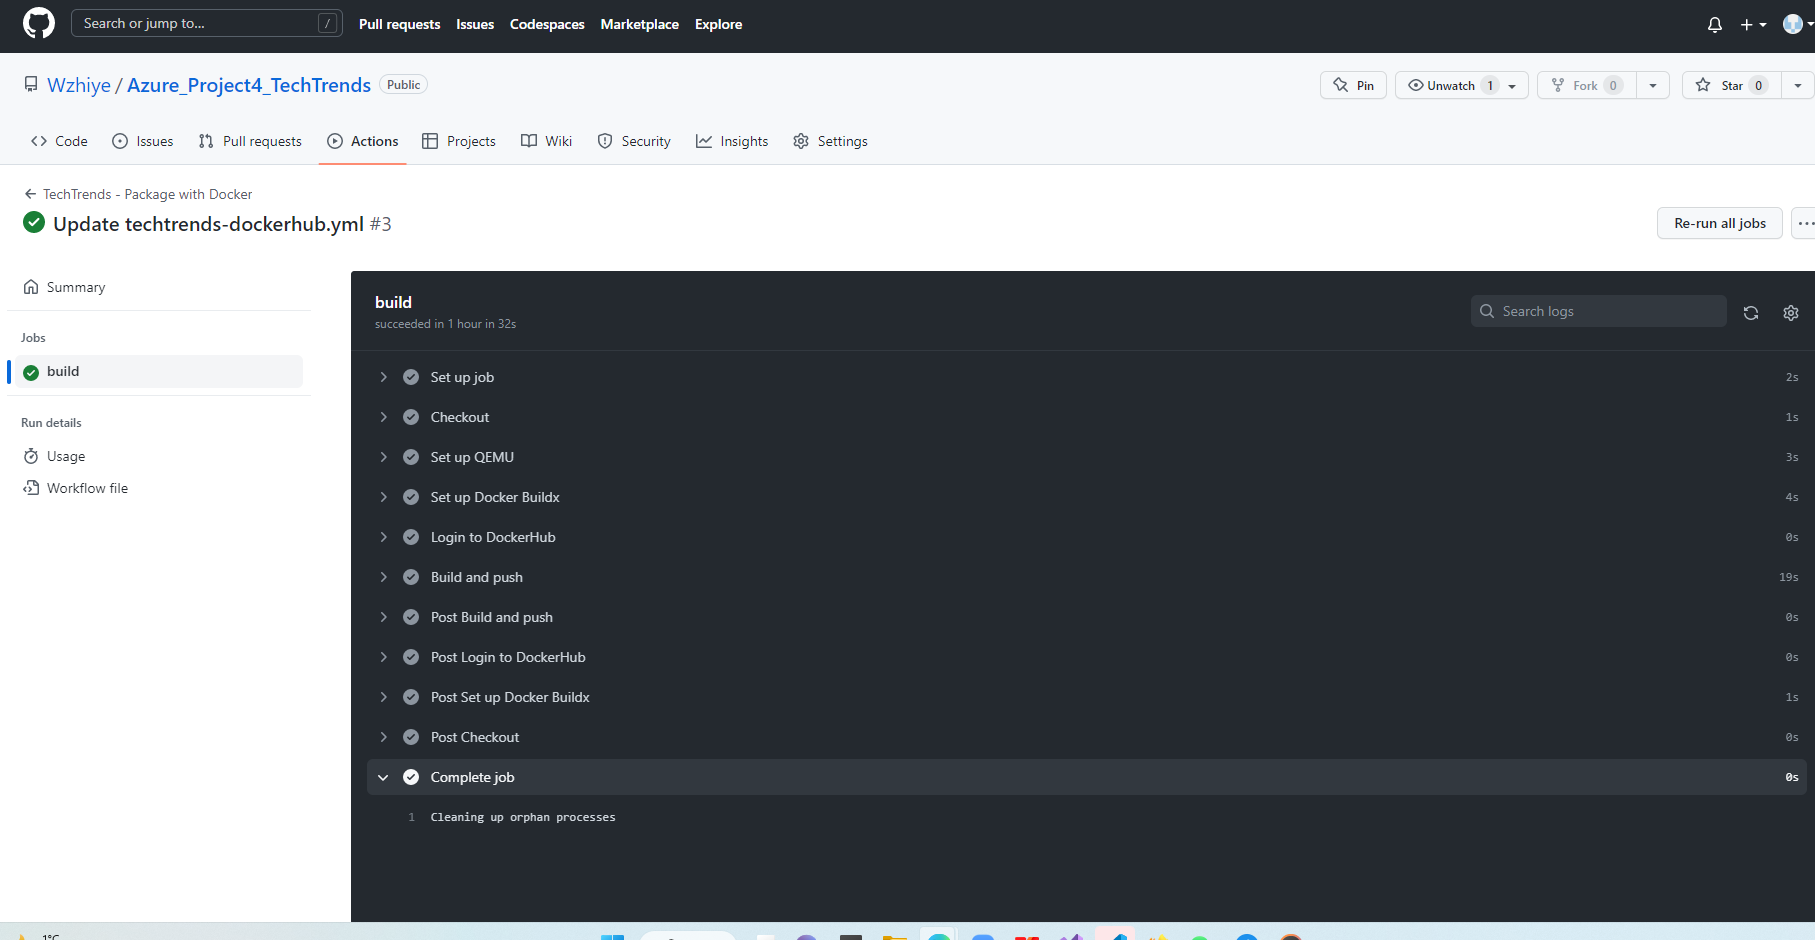 Search or jump to... / Pull requests Issues Codespaces Marketplace Explore
Wzhiye / Azure_Project4_TechTrends Public
Pin Unwatch 1 Fork 0 Star 0
Code Issues Pull requests Actions Projects Wiki Security Insights Settings
TechTrends - Package with Docker
Update techtrends-dockerhub.yml #3
Re-run all jobs
Summary
Jobs
build
Run details
Usage
Workflow file
build
succeeded in 1 hour in 32s
Search logs
Set up job 2s
Checkout 1s
Set up QEMU 3s
Set up Docker Buildx 4s
Login to DockerHub 0s
Build and push 19s
Post Build and push 0s
Post Login to DockerHub 0s
Post Set up Docker Buildx 1s
Post Checkout 0s
Complete job 0s
1 Cleaning up orphan processes
1°C